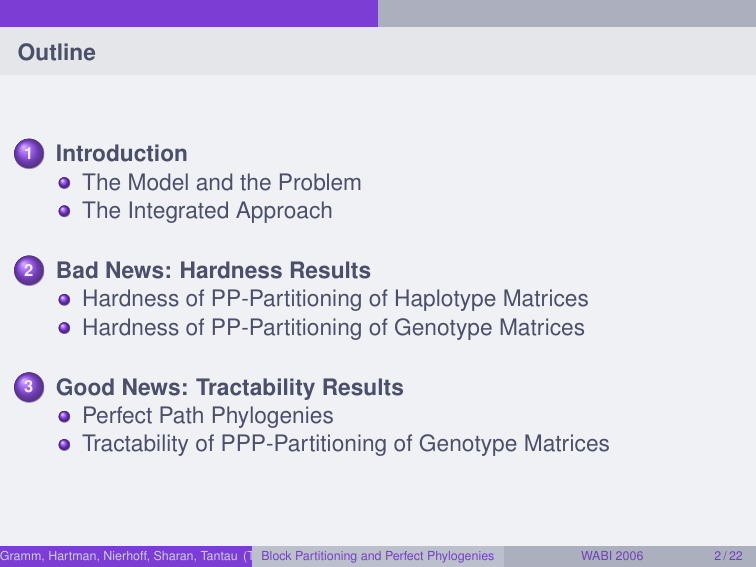 Outline
1 Introduction
The Model and the Problem
The Integrated Approach
2 Bad News: Hardness Results
Hardness of PP-Partitioning of Haplotype Matrices
Hardness of PP-Partitioning of Genotype Matrices
3 Good News: Tractability Results
Perfect Path Phylogenies
Tractability of PPP-Partitioning of Genotype Matrices
Gramm, Hartman, Nierhoff, Sharan, Tantau (T Block Partitioning and Perfect Phylogenies WABI 2006 2 / 22